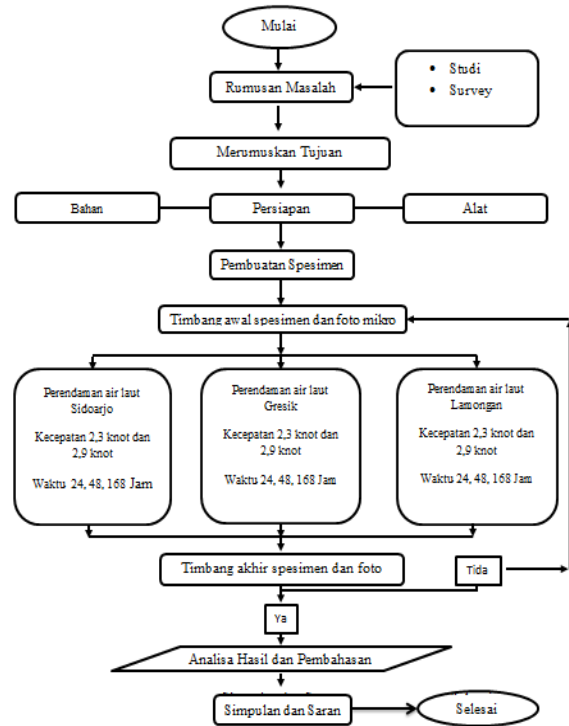 Mulai
• Studi
• Survey
Rumusan Masalah
Merumuskan Tujuan
Bahan
Persiapan
Alat
Pembuatan Spesimen
Timbang awal spesimen dan foto mikro
Perendaman air laut
Sidoarjo
Kecepatan 2,3 knot dan
2,9 knot
Waktu 24, 48, 168 Jam
Perendaman air laut
Gresik
Kecepatan 2,3 knot dan
2,9 knot
Waktu 24, 48, 168 Jam
Perendaman air laut
Lamongan
Kecepatan 2,3 knot dan
2,9 knot
Waktu 24, 48, 168 Jam
Timbang akhir spesimen dan foto
Tida
Ya
Analisa Hasil dan Pembahasan
Simpulan dan Saran
Selesai